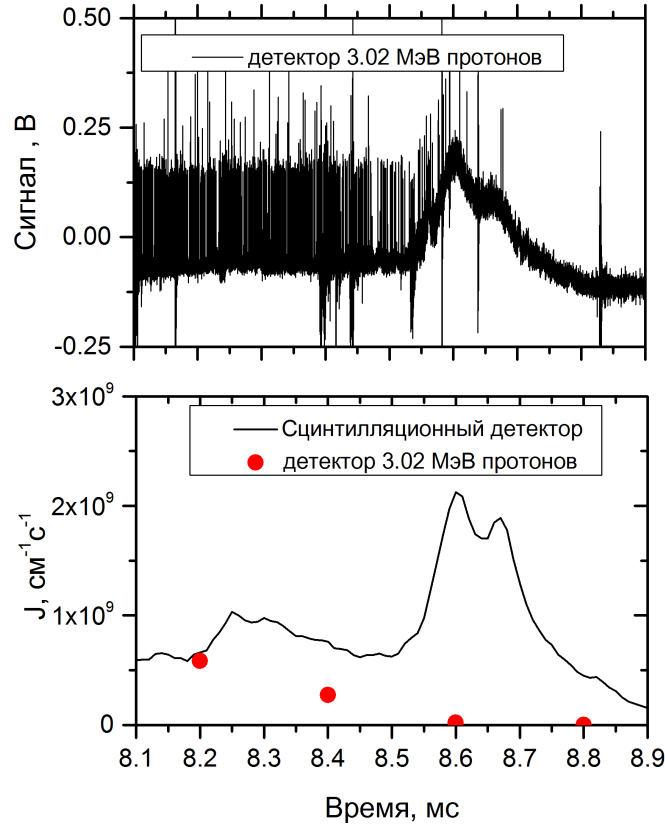 0.50
0.25
0.00
-0.25
Сигнал , В
детектор 3.02 МэВ протонов
3x10⁹
2x10⁹
1x10⁹
0
J, см⁻¹с⁻¹
Сцинтилляционный детектор
детектор 3.02 МэВ протонов
8.1 8.2 8.3 8.4 8.5 8.6 8.7 8.8 8.9
Время, мс